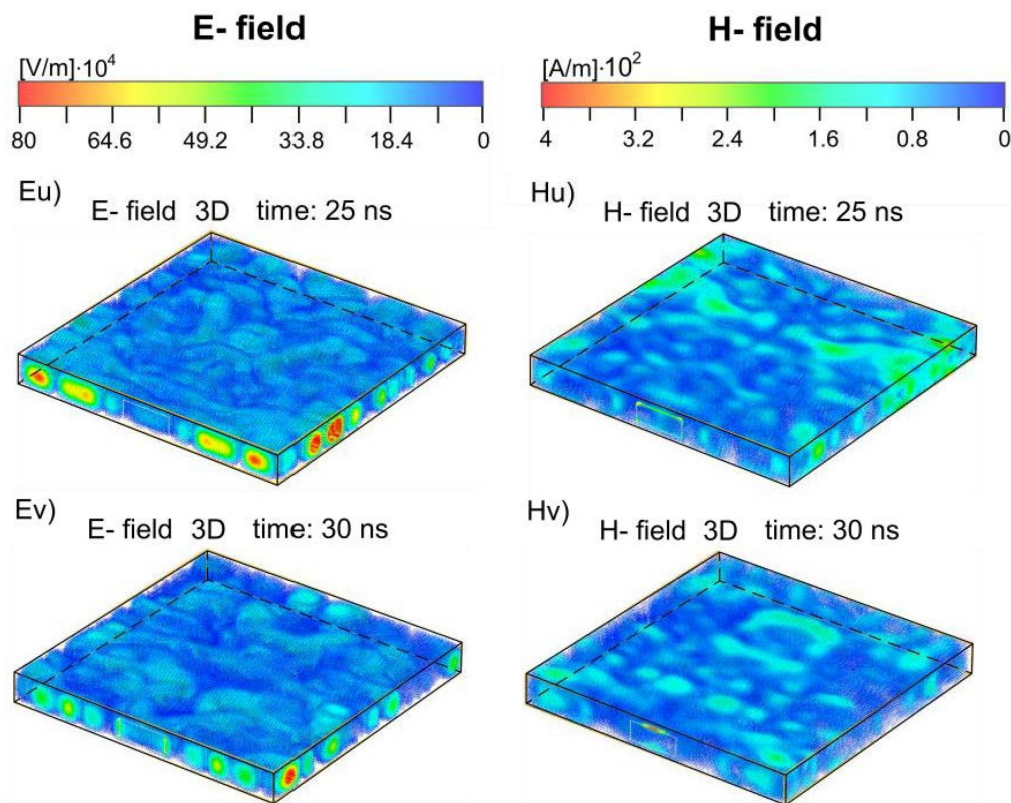 E- field H- field
[V/m]·10⁴ [A/m]·10²
80 64.6 49.2 33.8 18.4 0 4 3.2 2.4 1.6 0.8 0
Eu) Hu)
E- field 3D time: 25 ns H- field 3D time: 25 ns
Ev) Hv)
E- field 3D time: 30 ns H- field 3D time: 30 ns